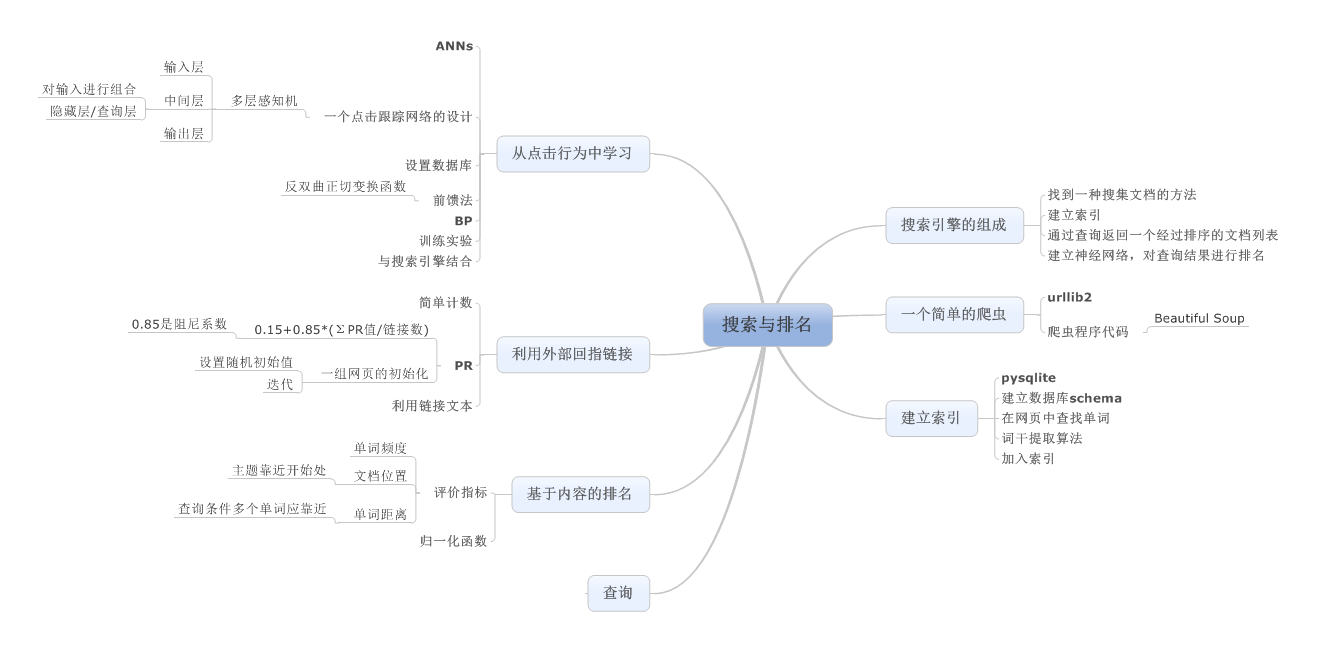 搜索与排名
搜索引擎的组成
找到一种搜集文档的方法
建立索引
通过查询返回一个经过排序的文档列表
建立神经网络，对查询结果进行排名
一个简单的爬虫
urllib2
爬虫程序代码
Beautiful Soup
建立索引
pysqlite
建立数据库schema
在网页中查找单词
词干提取算法
加入索引
从点击行为中学习
ANNs
一个点击跟踪网络的设计
多层感知机
输入层
中间层
对输入进行组合
隐藏层/查询层
输出层
设置数据库
前馈法
反双曲正切变换函数
BP
训练实验
与搜索引擎结合
利用外部回指链接
简单计数
PR
0.15+0.85*(ΣPR值/链接数)
0.85是阻尼系数
一组网页的初始化
设置随机初始值
迭代
利用链接文本
基于内容的排名
评价指标
单词频度
文档位置
主题靠近开始处
单词距离
查询条件多个单词应靠近
归一化函数
查询